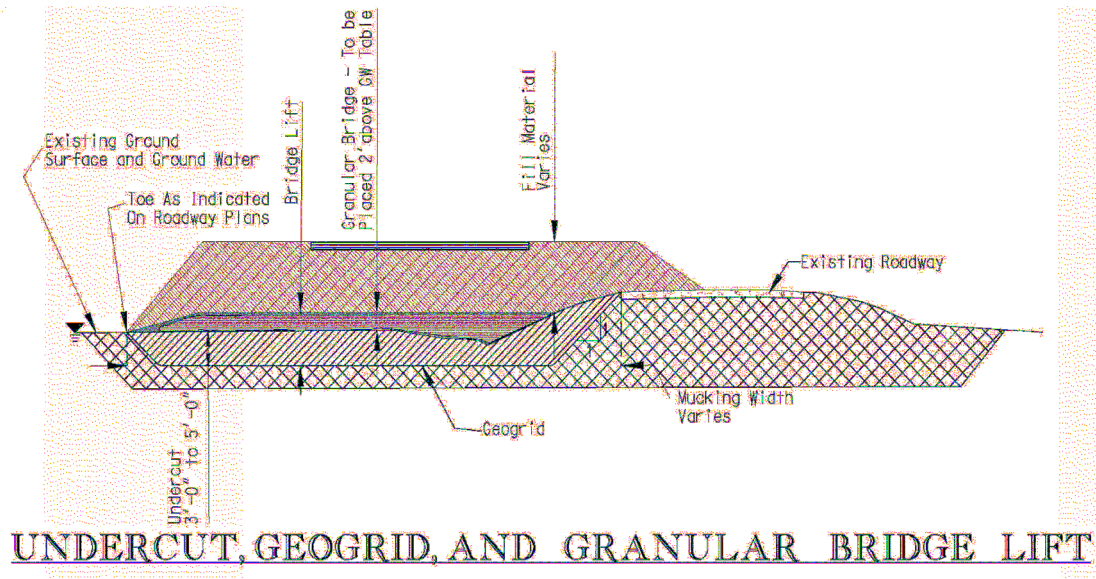 Existing Ground
Surface and Ground Water
Toe As Indicated
On Roadway Plans
Bridge Lift
Granular Bridge - To be
Placed 2' above GW Table
Fill Material
Varies
Existing Roadway
1
1
Mucking Width
Varies
Geogrid
Undercut
3'-0" to 5'-0"
UNDERCUT, GEOGRID, AND GRANULAR BRIDGE LIFT